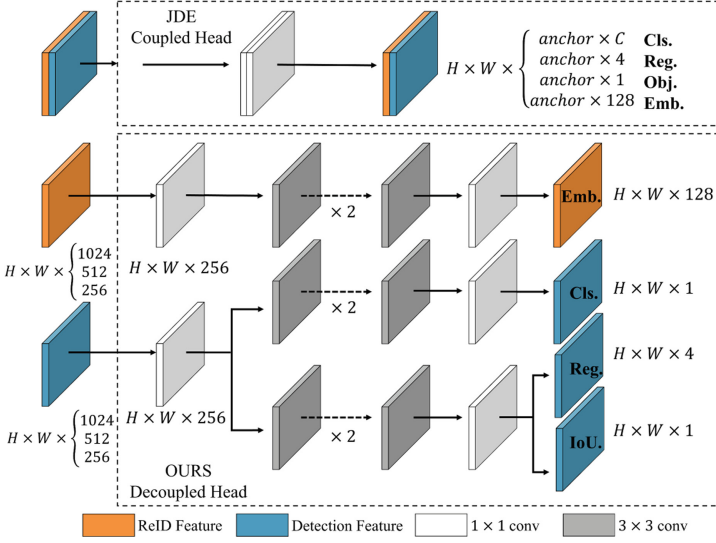 JDE
Coupled Head
H × W ×
anchor × C Cls.
anchor × 4 Reg.
anchor × 1 Obj.
anchor × 128 Emb.
Emb.
H × W × 128
× 2
H × W × { 1024
512
256
H × W × 256
Cls.
H × W × 1
× 2
Reg.
H × W × 4
H × W × 256
H × W × { 1024
512
256
× 2
IoU.
H × W × 1
OURS
Decoupled Head
ReID Feature
Detection Feature
1 × 1 conv
3 × 3 conv